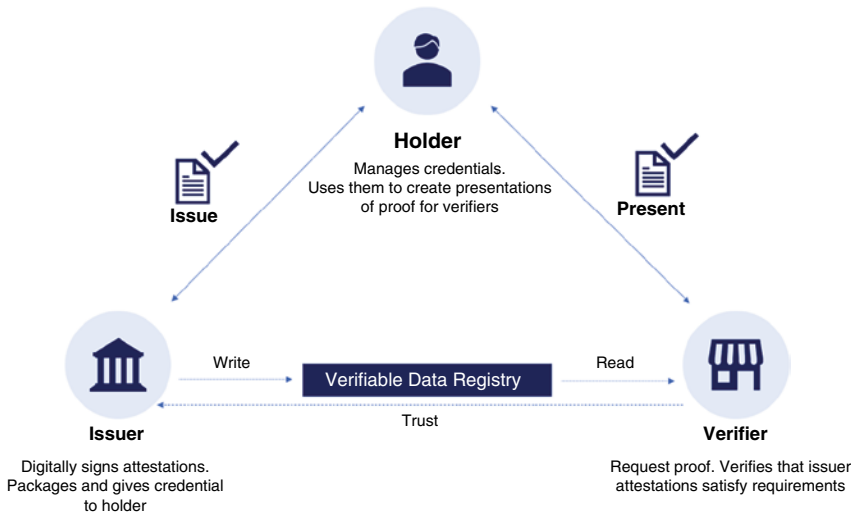 Holder
Manages credentials.
Uses them to create presentations
of proof for verifiers
Issue
Present
Write
Verifiable Data Registry
Read
Trust
Issuer
Digitally signs attestations.
Packages and gives credential
to holder
Verifier
Request proof. Verifies that issuer
attestations satisfy requirements